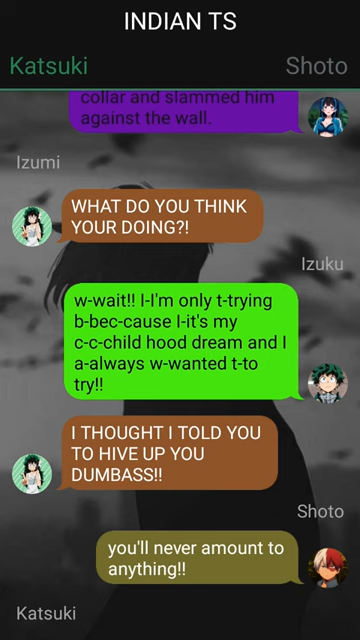 INDIAN TS
Katsuki
Shoto
collar and slammed him
against the wall.
Izumi
WHAT DO YOU THINK
YOUR DOING?!
Izuku
w-wait!! I-I'm only t-trying
b-bec-cause I-it's my
c-c-child hood dream and I
a-always w-wanted t-to
try!!
I THOUGHT I TOLD YOU
TO HIVE UP YOU
DUMBASS!!
Shoto
you'll never amount to
anything!!
Katsuki